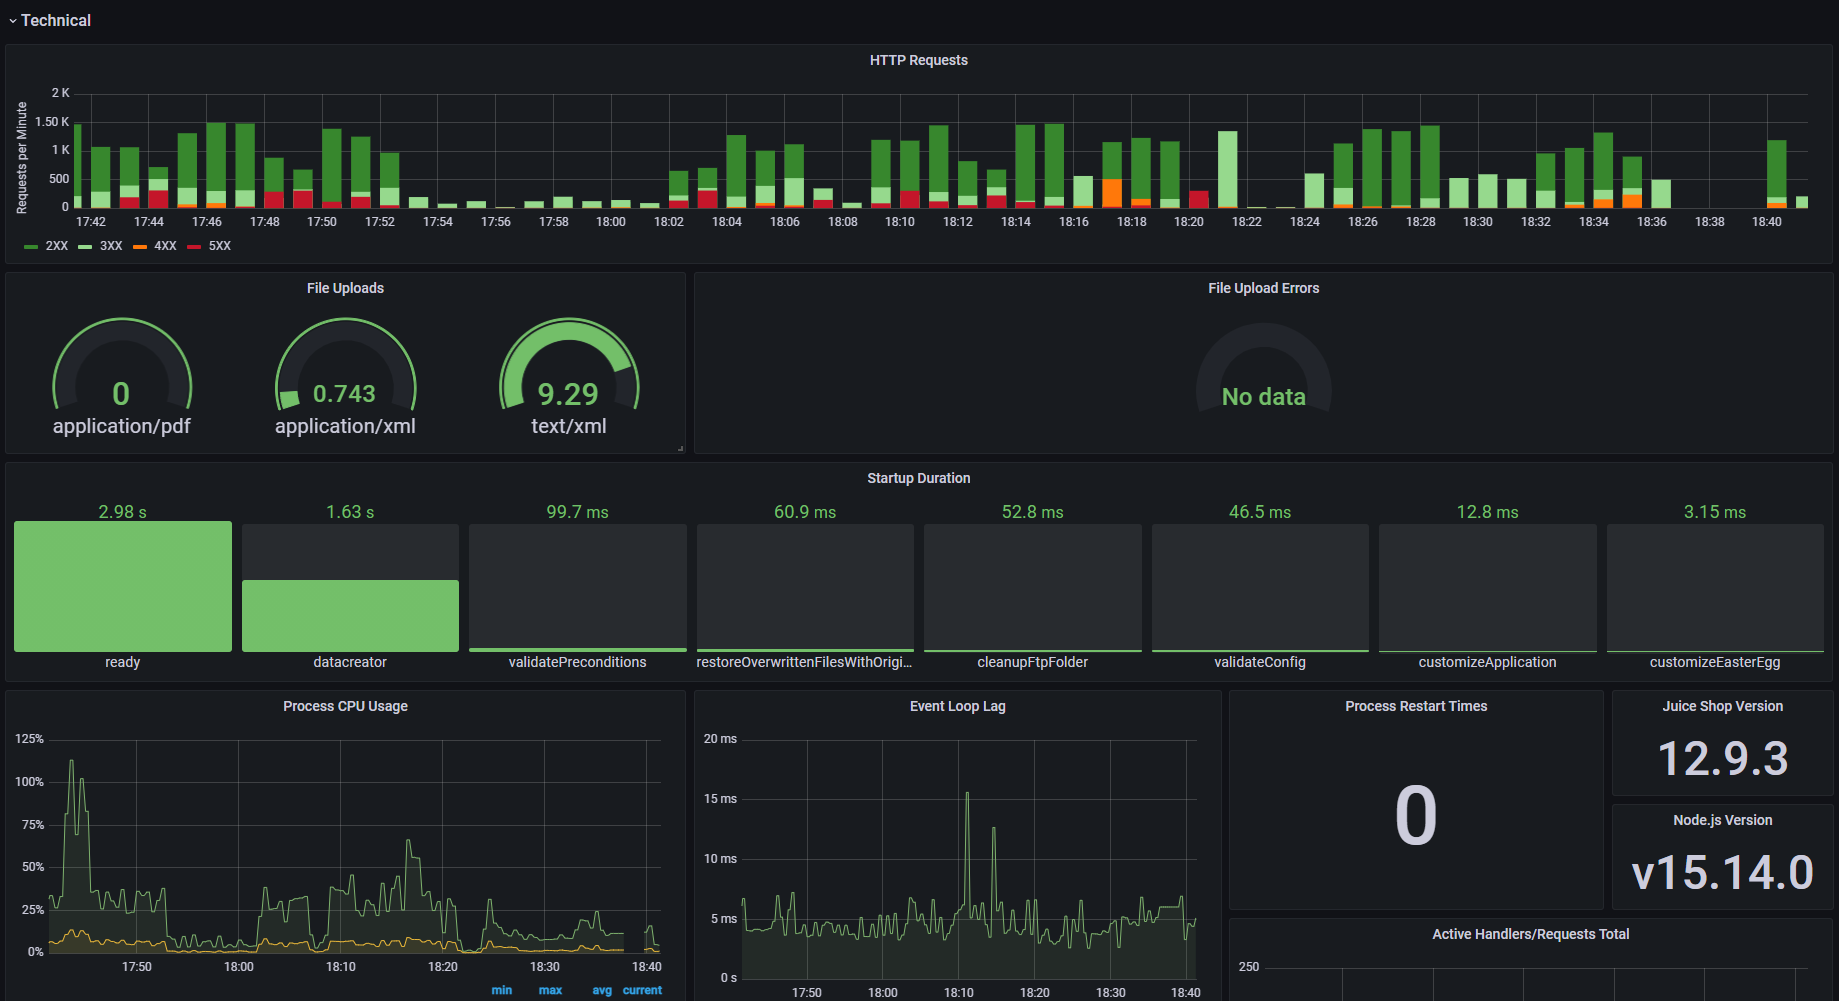 Technical
HTTP Requests
Requests per Minute
2 K
1.50 K
1 K
500
0
17:42 17:44 17:46 17:48 17:50 17:52 17:54 17:56 17:58 18:00 18:02 18:04 18:06 18:08 18:10 18:12 18:14 18:16 18:18 18:20 18:22 18:24 18:26 18:28 18:30 18:32 18:34 18:36 18:38 18:40
2XX 3XX 4XX 5XX
File Uploads
0
application/pdf
0.743
application/xml
9.29
text/xml
File Upload Errors
No data
Startup Duration
2.98 s 1.63 s 99.7 ms 60.9 ms 52.8 ms 46.5 ms 12.8 ms 3.15 ms
ready datacreator validatePreconditions restoreOverwrittenFilesWithOrigi... cleanupFtpFolder validateConfig customizeApplication customizeEasterEgg
Process CPU Usage
125%
100%
75%
50%
25%
0%
17:50 18:00 18:10 18:20 18:30 18:40
min max avg current
Event Loop Lag
20 ms
15 ms
10 ms
5 ms
0 s
17:50 18:00 18:10 18:20 18:30 18:40
Process Restart Times
0
Juice Shop Version
12.9.3
Node.js Version
v15.14.0
Active Handlers/Requests Total
250